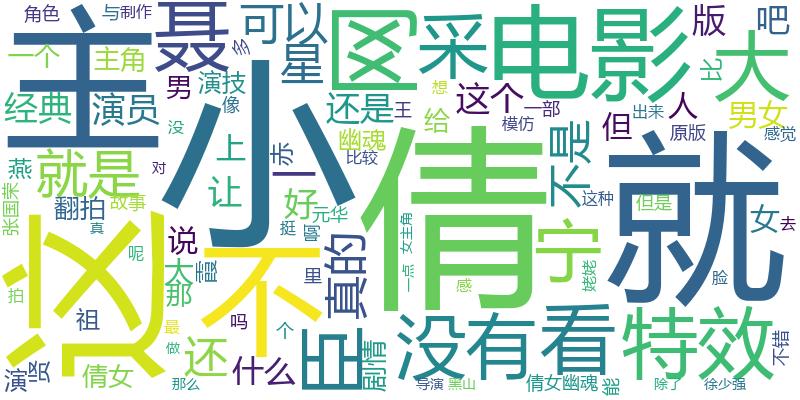 角色
与制作
一个
主角
经典
演员
主
聂
多
男
演技
像
没
小
可以
星
还是
幽魂
比较
区
采
这个
一部
给
模仿
王
想
电影
版
吧
大
比
男女
但
人
出来
原版
感觉
不是
燕
就是
上
让
赤
一
好
元华
挺
啊
里
对
张国荣
翻拍
故事
真
说
呢
大
那
霞
真的
不
倩
宁
姥姥
这种
但是
女
去
就
脸
女主角
一点
感
拍
祖
还
吗
最
做
那么
个
什么
剧情
没有
看
特效
不错
演
贤
倩女
导演
黑山
倩女幽魂
能
除了
徐少强